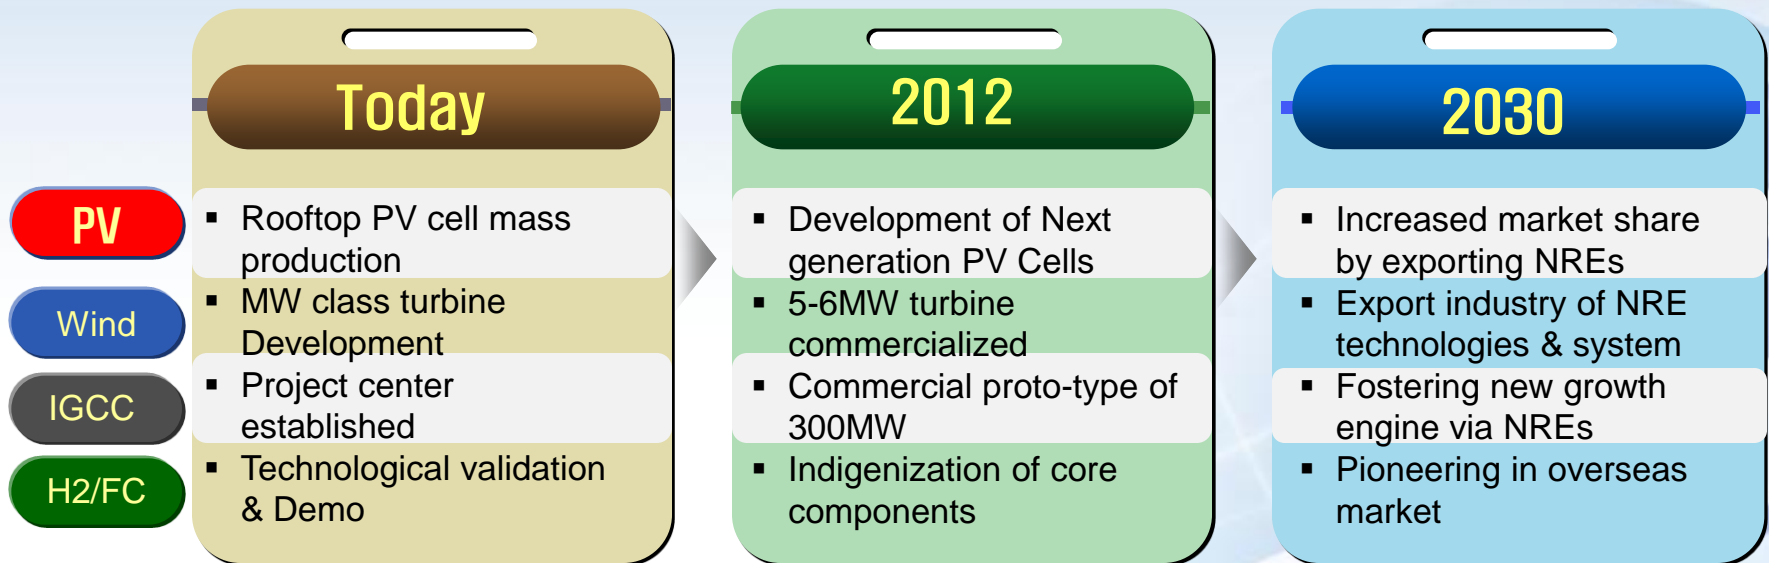 Today
2012
2030
PV
▪ Rooftop PV cell mass
production
▪ Development of Next
generation PV Cells
▪ Increased market share
by exporting NREs
Wind
▪ MW class turbine
Development
▪ 5-6MW turbine
commercialized
▪ Export industry of NRE
technologies & system
IGCC
▪ Project center
established
▪ Commercial proto-type of
300MW
▪ Fostering new growth
engine via NREs
H2/FC
▪ Technological validation
& Demo
▪ Indigenization of core
components
▪ Pioneering in overseas
market